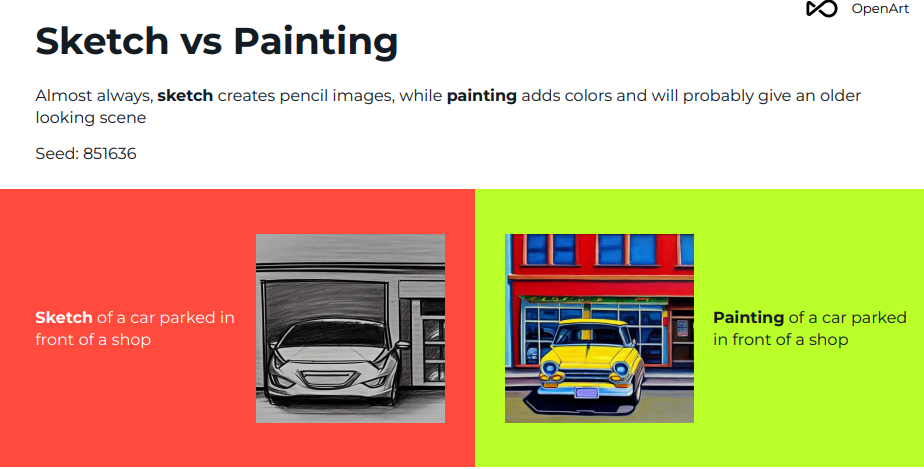 OpenArt
Sketch vs Painting
Almost always, sketch creates pencil images, while painting adds colors and will probably give an older
looking scene
Seed: 851636
Sketch of a car parked in
front of a shop
Painting of a car parked
in front of a shop